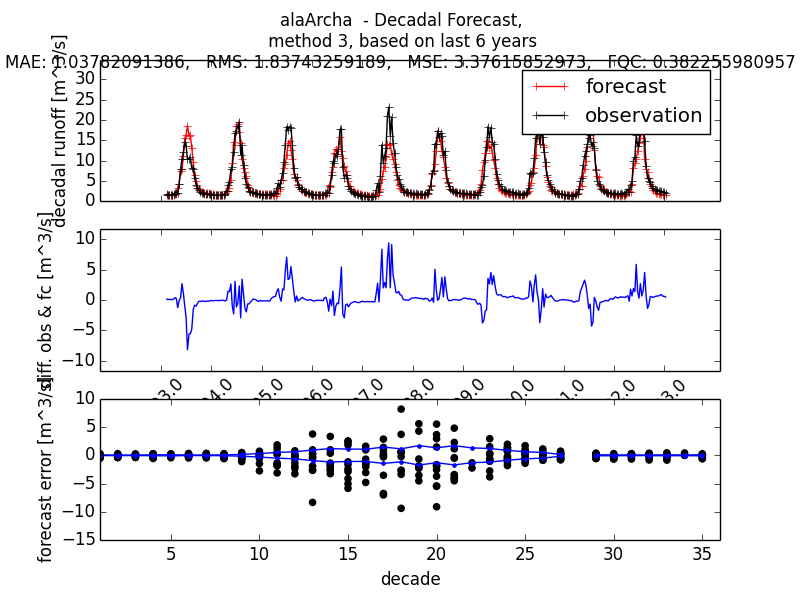 alaArcha - Decadal Forecast,
method 3, based on last 6 years
RMS: 1.83743259189, MSE: 3.37615852973, FQC: 0.382255980957
forecast
observation
decadal runoff [m^3/s]
30
25
20
15
10
5
0
diff. obs & fc [m^3/s]
10
5
0
−5
−10
forecast error [m^3/s]
10
5
0
−5
−10
−15
5 10 15 20 25 30 35
decade